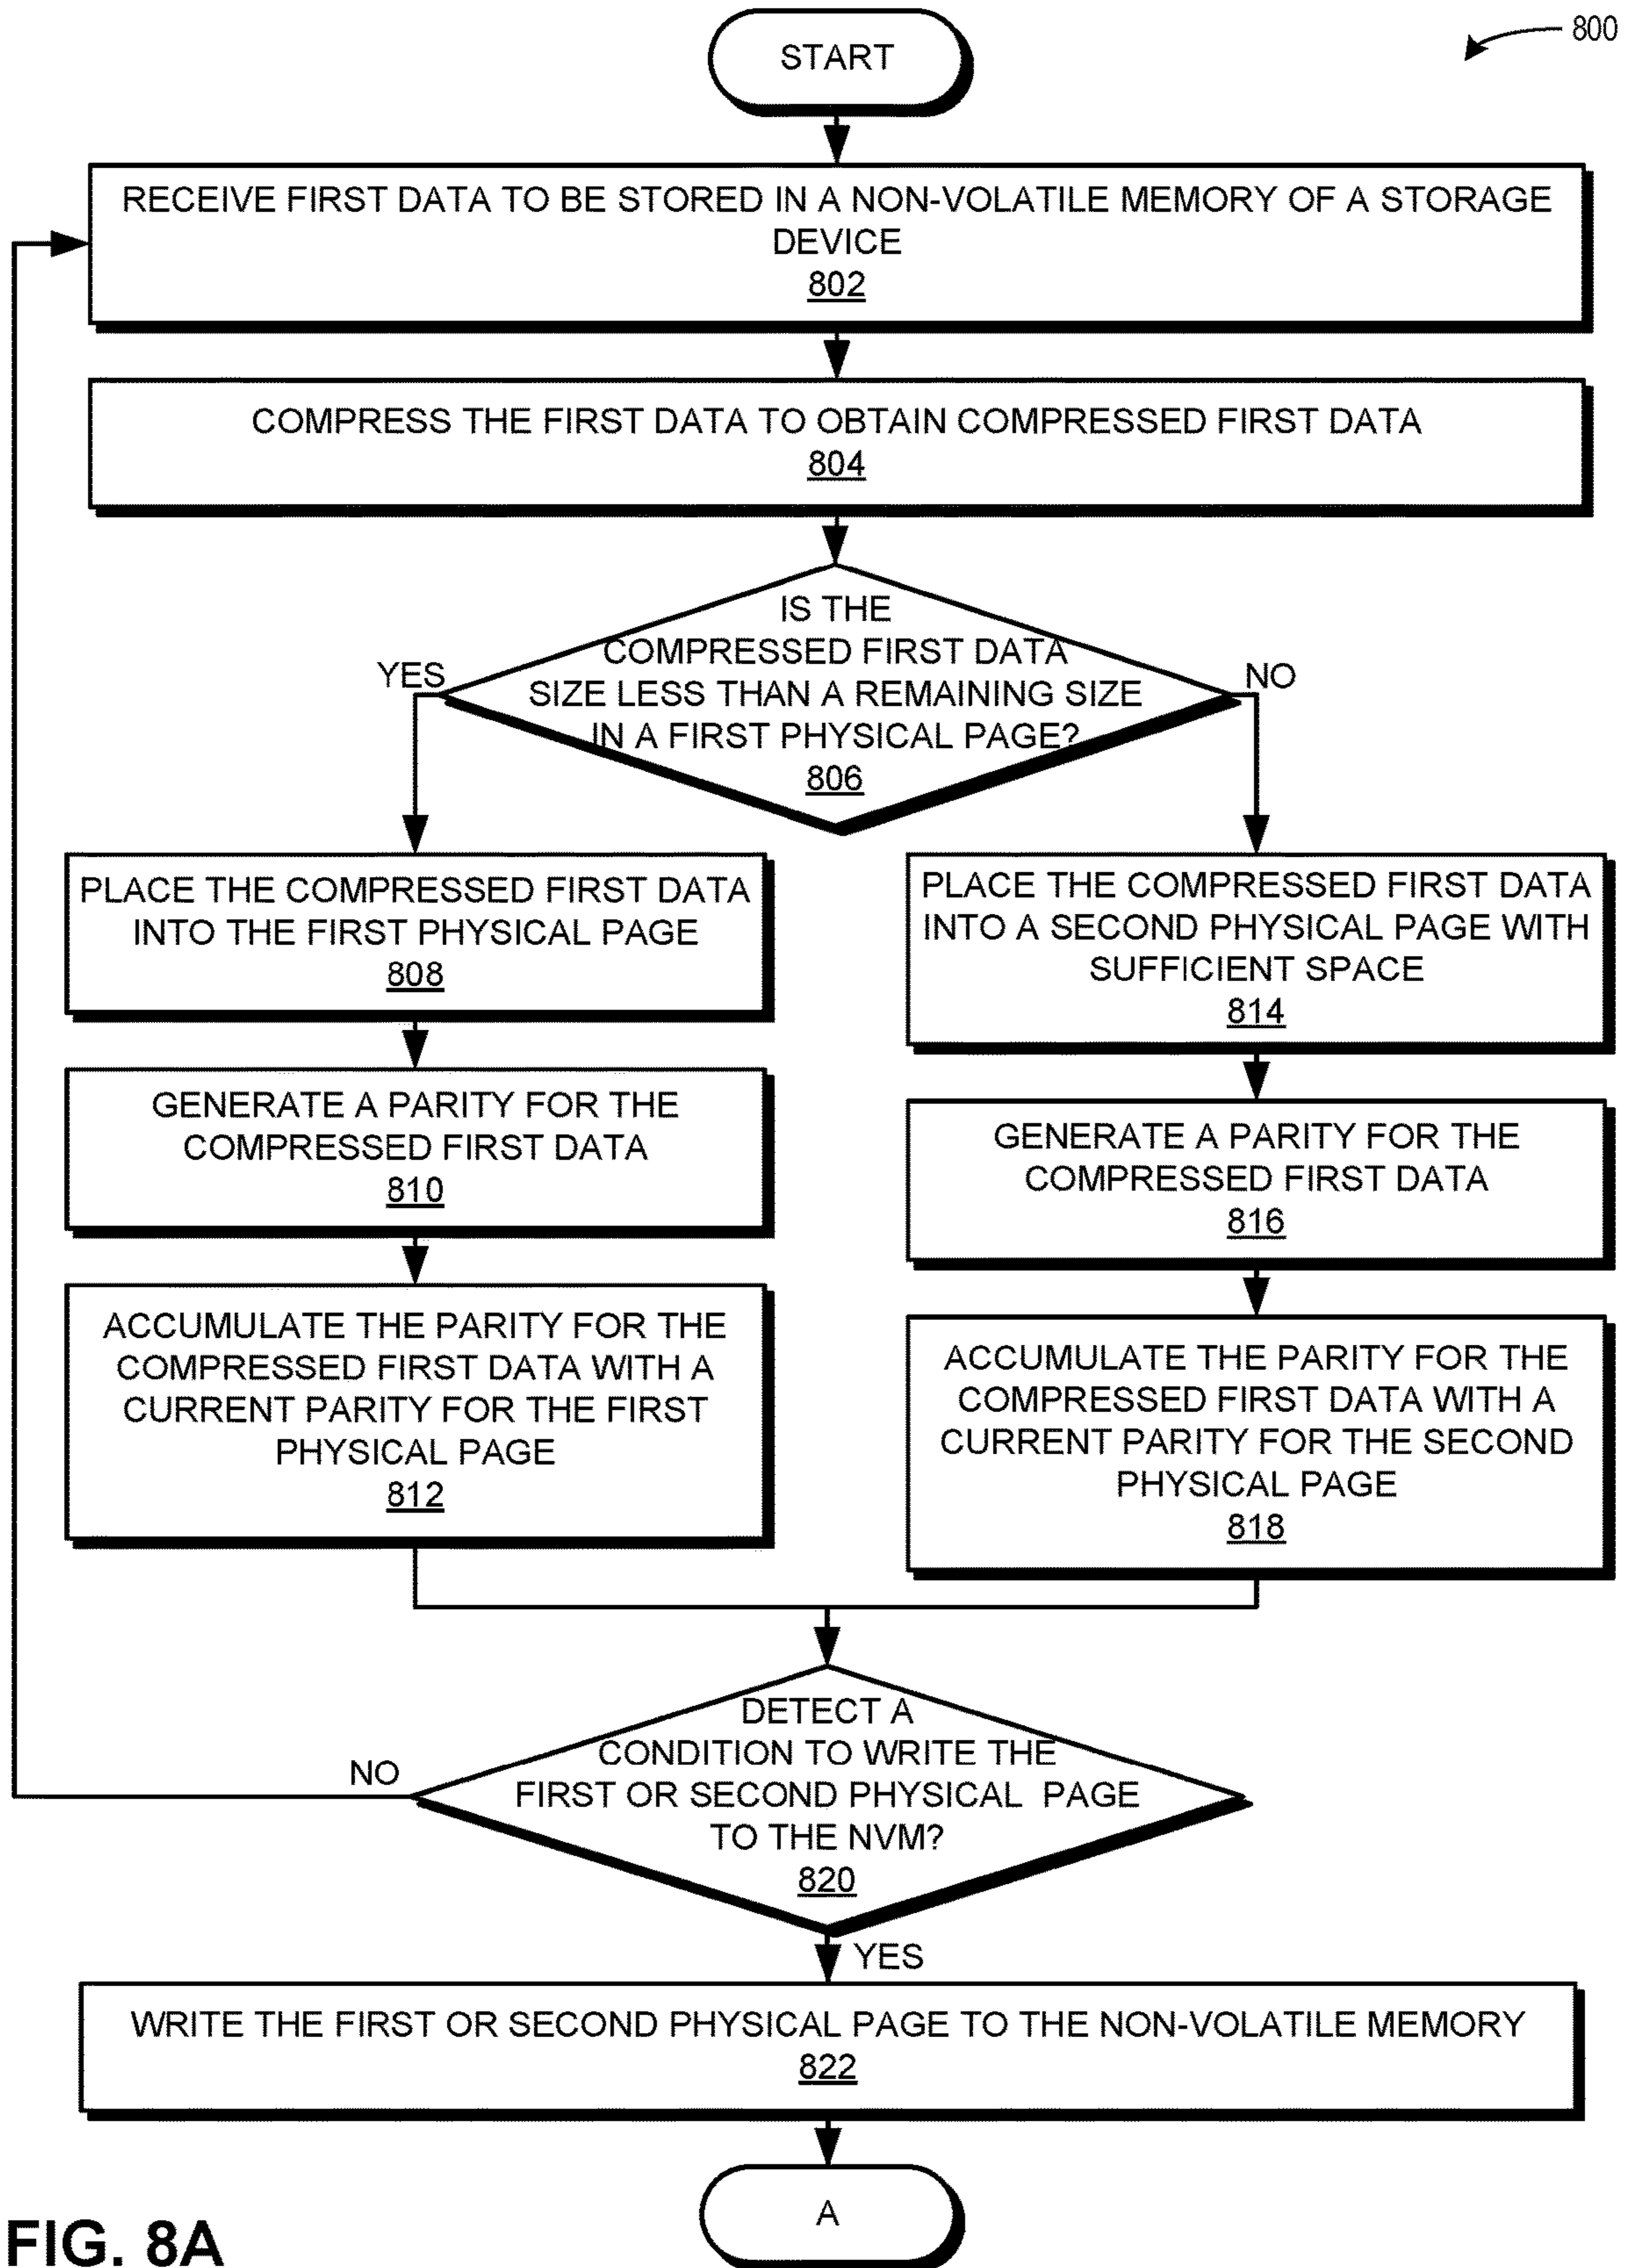 800
START
RECEIVE FIRST DATA TO BE STORED IN A NON-VOLATILE MEMORY OF A STORAGE
DEVICE
802
COMPRESS THE FIRST DATA TO OBTAIN COMPRESSED FIRST DATA
804
IS THE
COMPRESSED FIRST DATA
SIZE LESS THAN A REMAINING SIZE
IN A FIRST PHYSICAL PAGE?
806
YES
NO
PLACE THE COMPRESSED FIRST DATA
INTO THE FIRST PHYSICAL PAGE
808
GENERATE A PARITY FOR THE
COMPRESSED FIRST DATA
810
ACCUMULATE THE PARITY FOR THE
COMPRESSED FIRST DATA WITH A
CURRENT PARITY FOR THE FIRST
PHYSICAL PAGE
812
PLACE THE COMPRESSED FIRST DATA
INTO A SECOND PHYSICAL PAGE WITH
SUFFICIENT SPACE
814
GENERATE A PARITY FOR THE
COMPRESSED FIRST DATA
816
ACCUMULATE THE PARITY FOR THE
COMPRESSED FIRST DATA WITH A
CURRENT PARITY FOR THE SECOND
PHYSICAL PAGE
818
DETECT A
CONDITION TO WRITE THE
FIRST OR SECOND PHYSICAL PAGE
TO THE NVM?
820
NO
YES
WRITE THE FIRST OR SECOND PHYSICAL PAGE TO THE NON-VOLATILE MEMORY
822
A
FIG. 8A